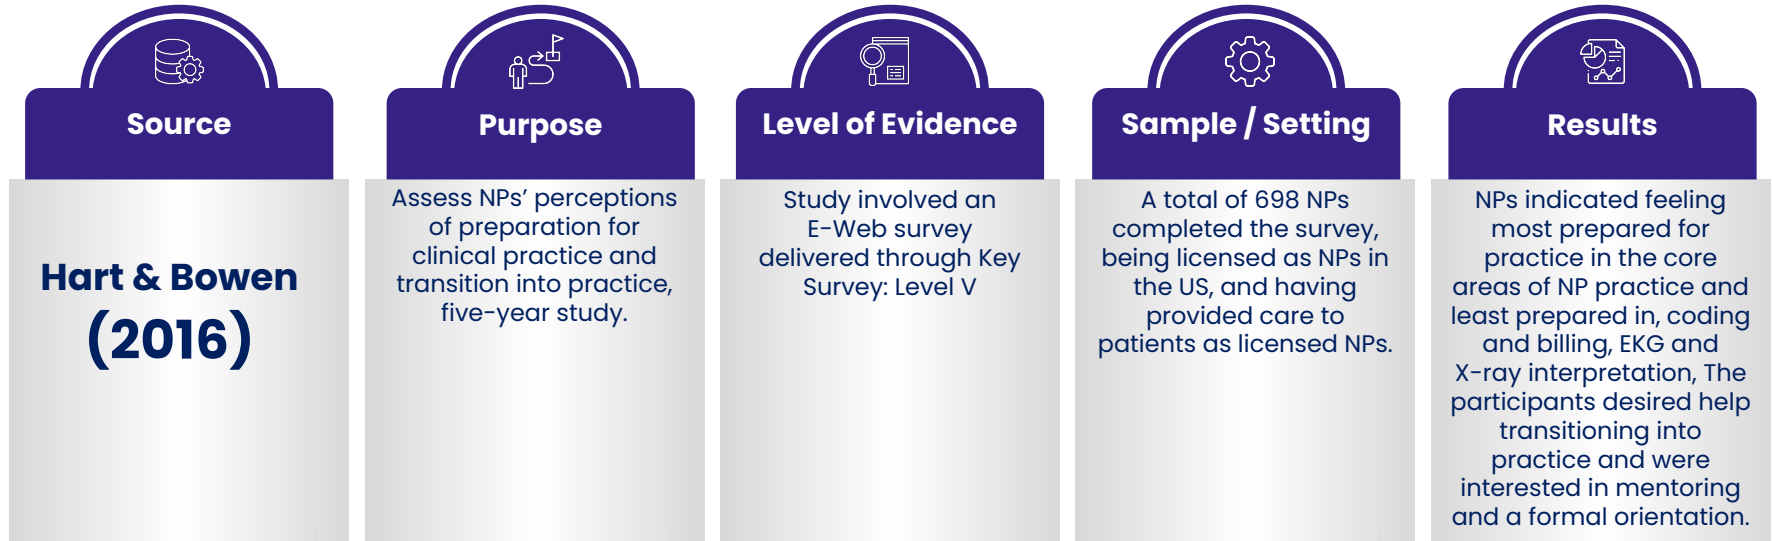 Source
Hart & Bowen
(2016)
Purpose
Assess NPs’ perceptions
of preparation for
clinical practice and
transition into practice,
five-year study.
Level of Evidence
Study involved an
E-Web survey
delivered through Key
Survey: Level V
Sample / Setting
A total of 698 NPs
completed the survey,
being licensed as NPs in
the US, and having
provided care to
patients as licensed NPs.
Results
NPs indicated feeling
most prepared for
practice in the core
areas of NP practice and
least prepared in, coding
and billing, EKG and
X-ray interpretation, The
participants desired help
transitioning into
practice and were
interested in mentoring
and a formal orientation.